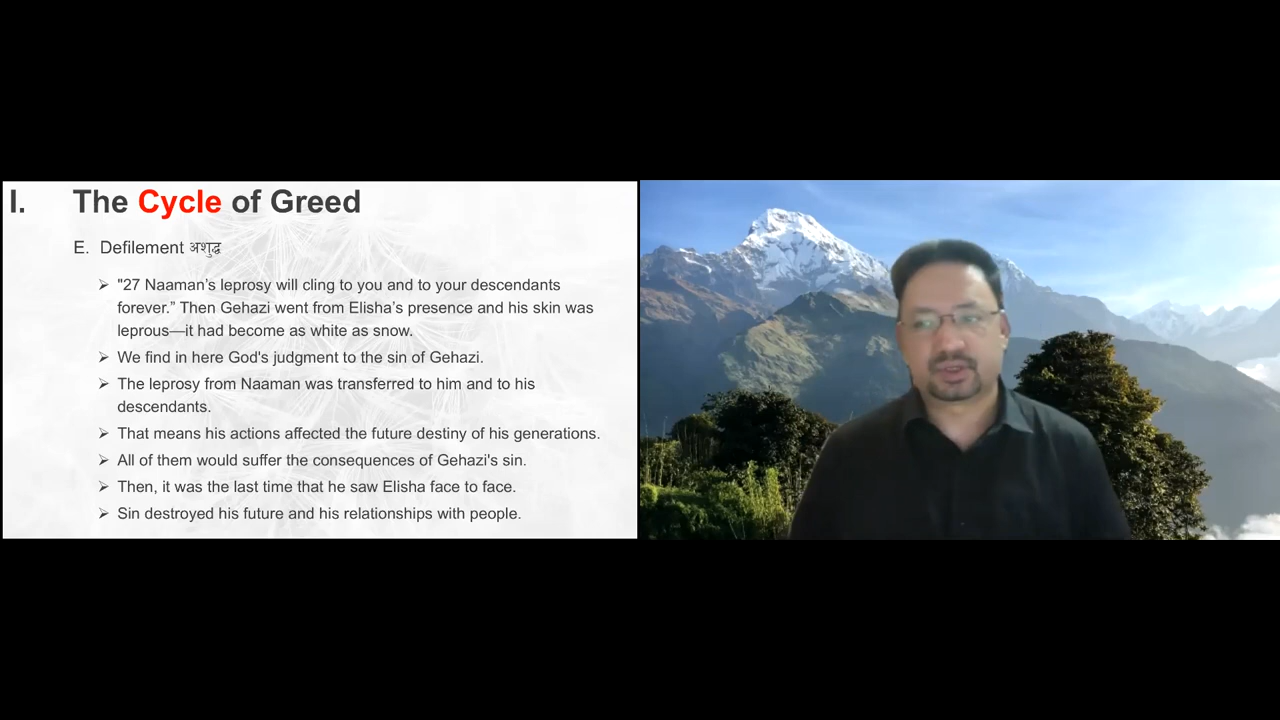 I. The Cycle of Greed
E. Defilement अशुद्ध
➢ "27 Naaman’s leprosy will cling to you and to your descendants
forever.” Then Gehazi went from Elisha’s presence and his skin was
leprous—it had become as white as snow.
➢ We find in here God's judgment to the sin of Gehazi.
➢ The leprosy from Naaman was transferred to him and to his
descendants.
➢ That means his actions affected the future destiny of his generations.
➢ All of them would suffer the consequences of Gehazi's sin.
➢ Then, it was the last time that he saw Elisha face to face.
➢ Sin destroyed his future and his relationships with people.